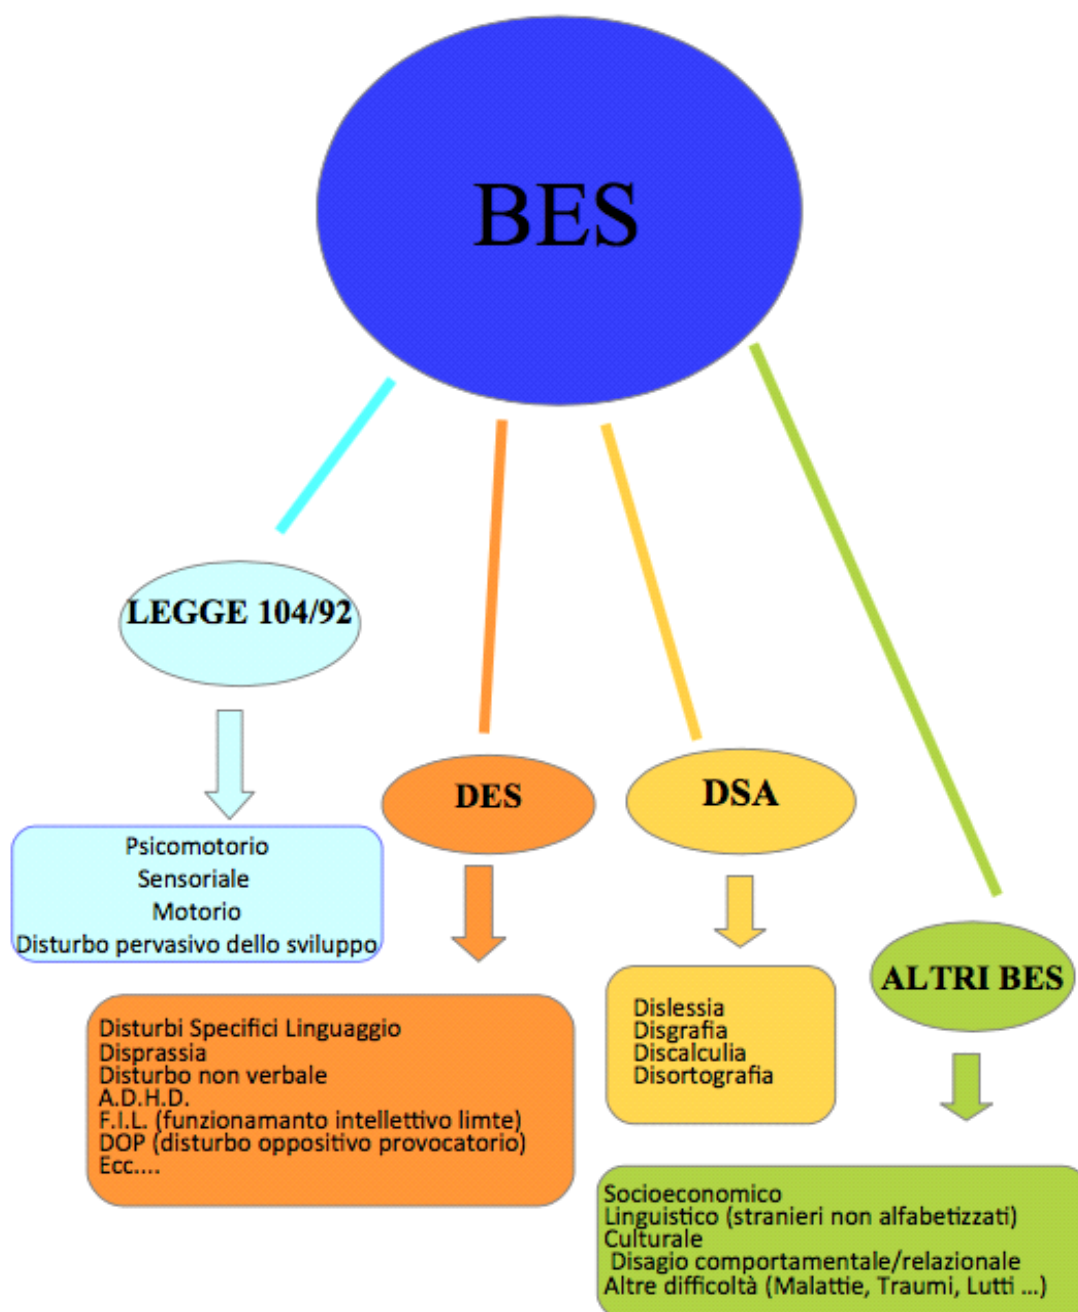 BES
LEGGE 104/92
Psicomotorio
Sensoriale
Motorio
Disturbo pervasivo dello sviluppo
DES
Disturbi Specifici Linguaggio
Disprassia
Disturbo non verbale
A.D.H.D.
F.I.L. (funzionamanto intellettivo limte)
DOP (disturbo oppositivo provocatorio)
Ecc....
DSA
Dislessia
Disgrafia
Discalculia
Disortografia
ALTRI BES
Socioeconomico
Linguistico (stranieri non alfabetizzati)
Culturale
Disagio comportamentale/relazionale
Altre difficoltà (Malattie, Traumi, Lutti ...)